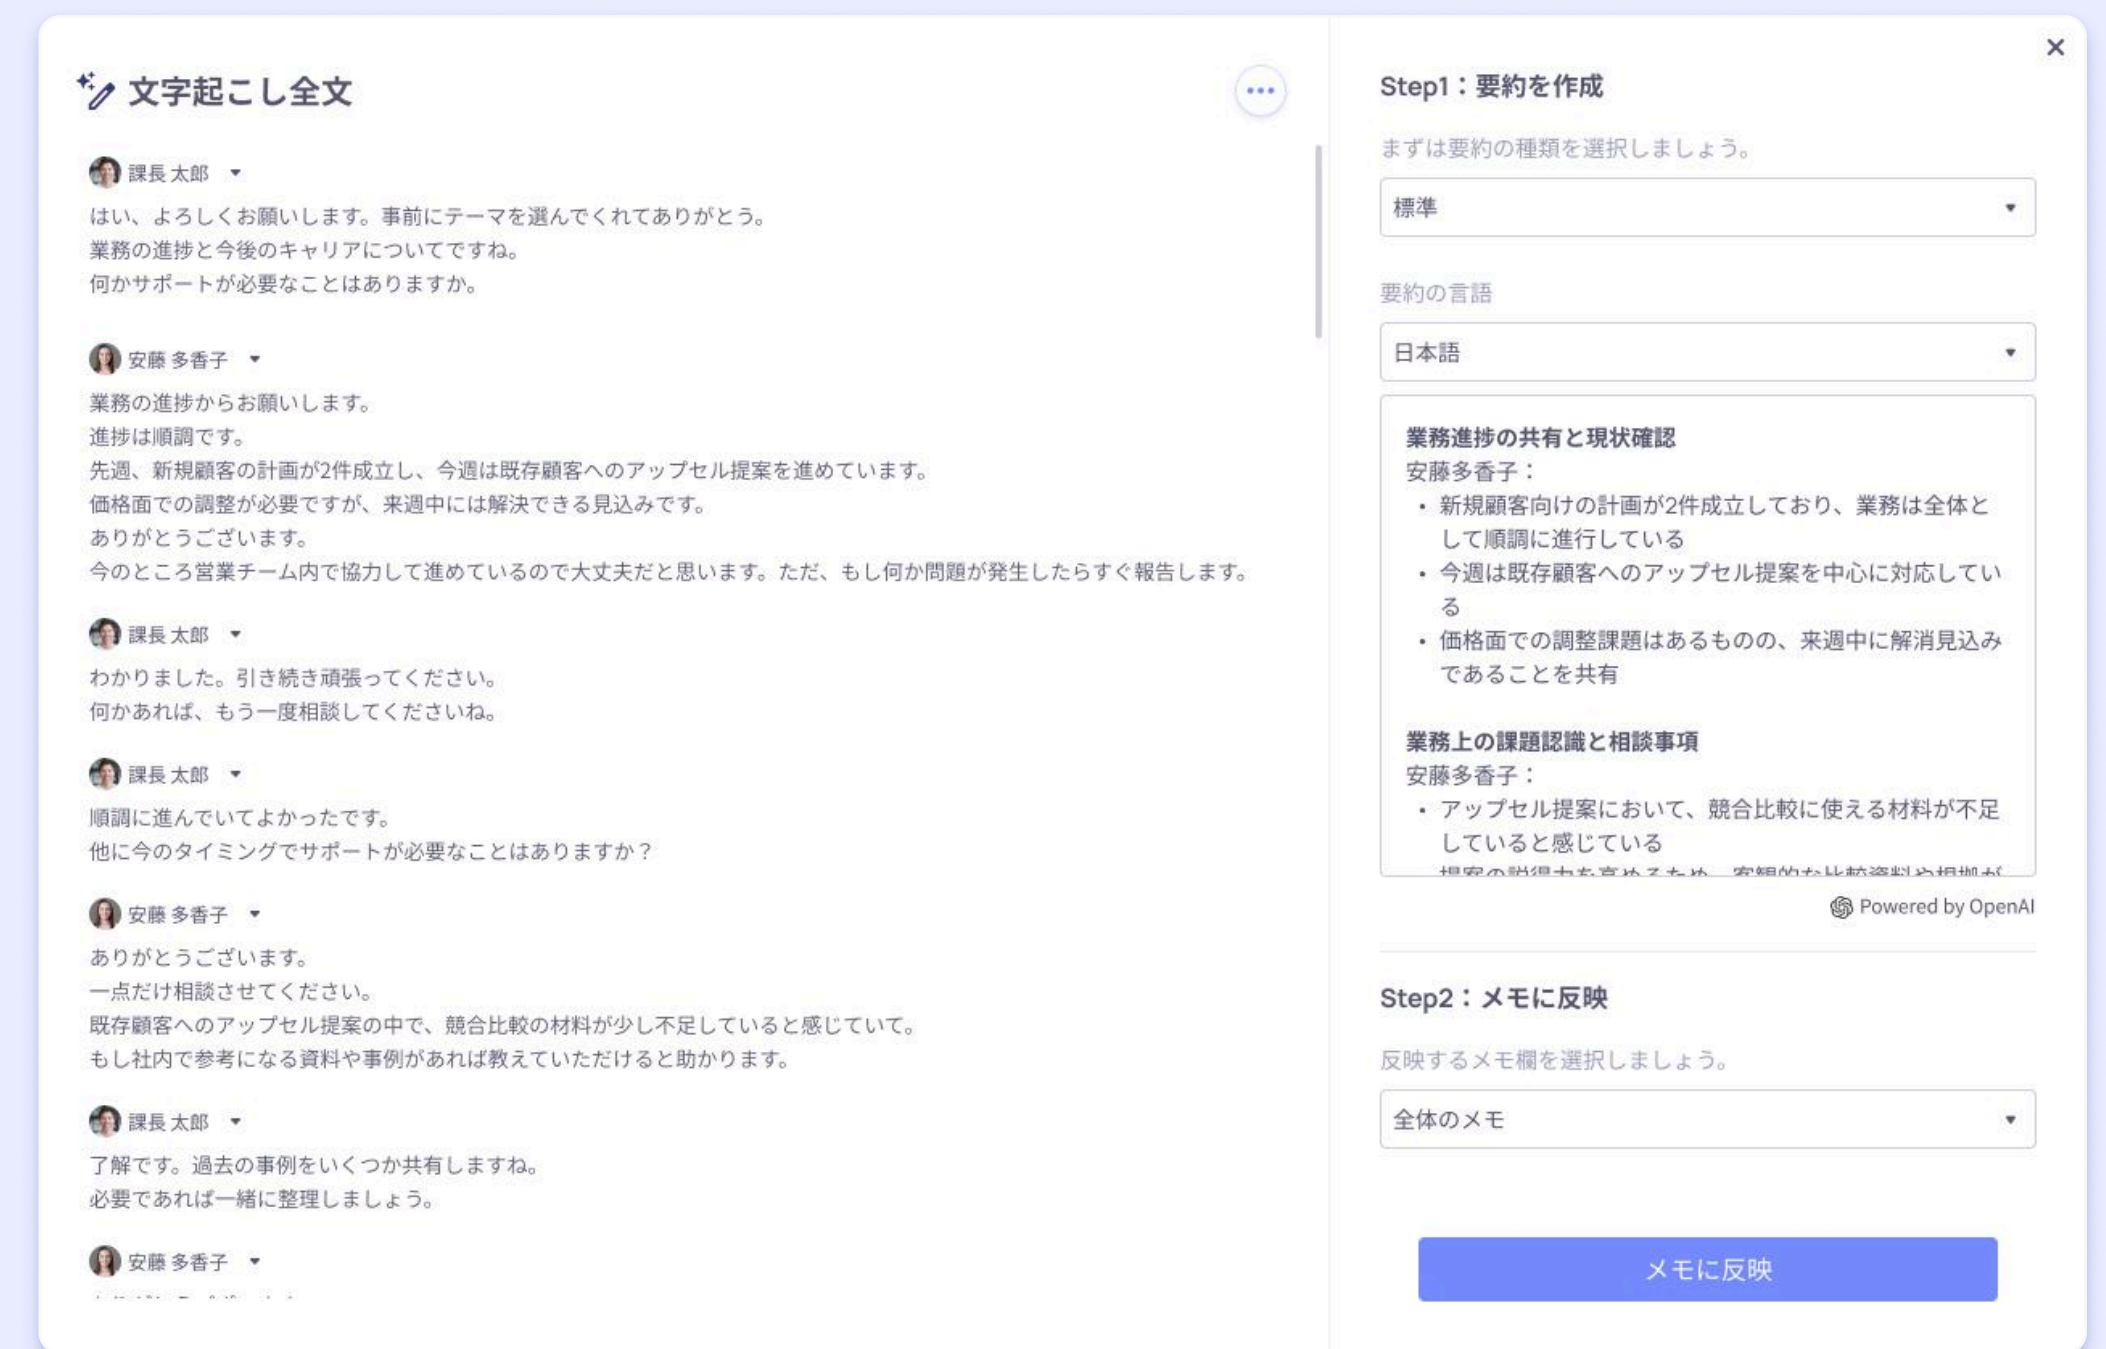 文字起こし全文
課長 太郎
はい、よろしくお願いします。事前にテーマを選んでくれてありがとう。
業務の進捗と今後のキャリアについてですね。
何かサポートが必要なことはありますか。
安藤 多香子
業務の進捗からお願いします。
進捗は順調です。
先週、新規顧客の計画が2件成立し、今週は既存顧客へのアップセル提案を進めています。
価格面での調整が必要ですが、来週中には解決できる見込みです。
ありがとうございます。
今のところ営業チーム内で協力して進めているので大丈夫だと思います。ただ、もし何か問題が発生したらすぐ報告します。
課長 太郎
わかりました。引き続き頑張ってください。
何かあれば、もう一度相談してくださいね。
課長 太郎
順調に進んでいてよかったです。
他に今のタイミングでサポートが必要なことはありますか？
安藤 多香子
ありがとうございます。
一点だけ相談させてください。
既存顧客へのアップセル提案の中で、競合比較の材料が少し不足していると感じていて。
もし社内で参考になる資料や事例があれば教えていただけると助かります。
課長 太郎
了解です。過去の事例をいくつか共有しますね。
必要であれば一緒に整理しましょう。
安藤 多香子
Step1：要約を作成
まずは要約の種類を選択しましょう。
標準
要約の言語
日本語
業務進捗の共有と現状確認
安藤多香子：
・新規顧客向けの計画が2件成立しており、業務は全体と
して順調に進行している
・今週は既存顧客へのアップセル提案を中心に対応してい
る
・価格面での調整課題はあるものの、来週中に解消見込み
であることを共有
業務上の課題認識と相談事項
安藤多香子：
・アップセル提案において、競合比較に使える材料が不足
していると感じている
提案の説得力を高めるため、客観的な比較資料や根拠が
Powered by OpenAI
Step2：メモに反映
反映するメモ欄を選択しましょう。
全体のメモ
メモに反映